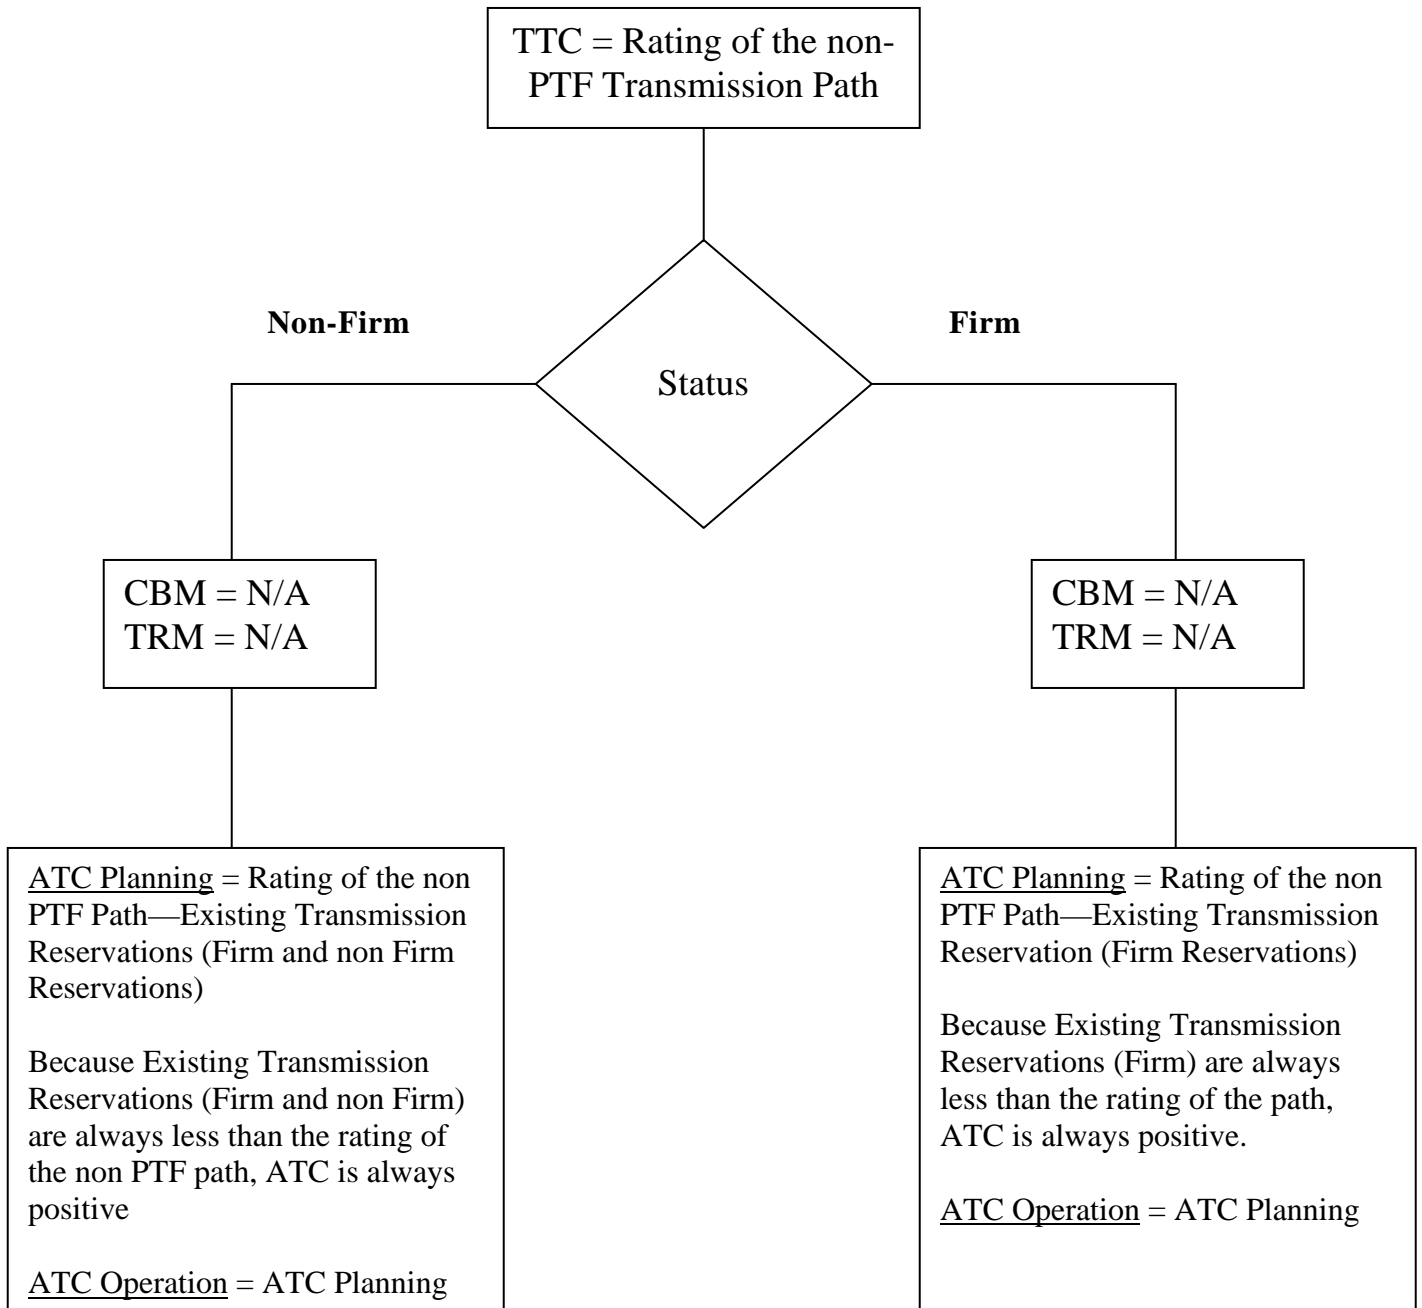 TTC = Rating of the non-
PTF Transmission Path
Non-Firm
Firm
Status
CBM = N/A
TRM = N/A
CBM = N/A
TRM = N/A
ATC Planning = Rating of the non
PTF Path—Existing Transmission
Reservations (Firm and non Firm
Reservations)
Because Existing Transmission
Reservations (Firm and non Firm)
are always less than the rating of
the non PTF path, ATC is always
positive
ATC Operation = ATC Planning
ATC Planning = Rating of the non
PTF Path—Existing Transmission
Reservation (Firm Reservations)
Because Existing Transmission
Reservations (Firm) are always
less than the rating of the path,
ATC is always positive.
ATC Operation = ATC Planning